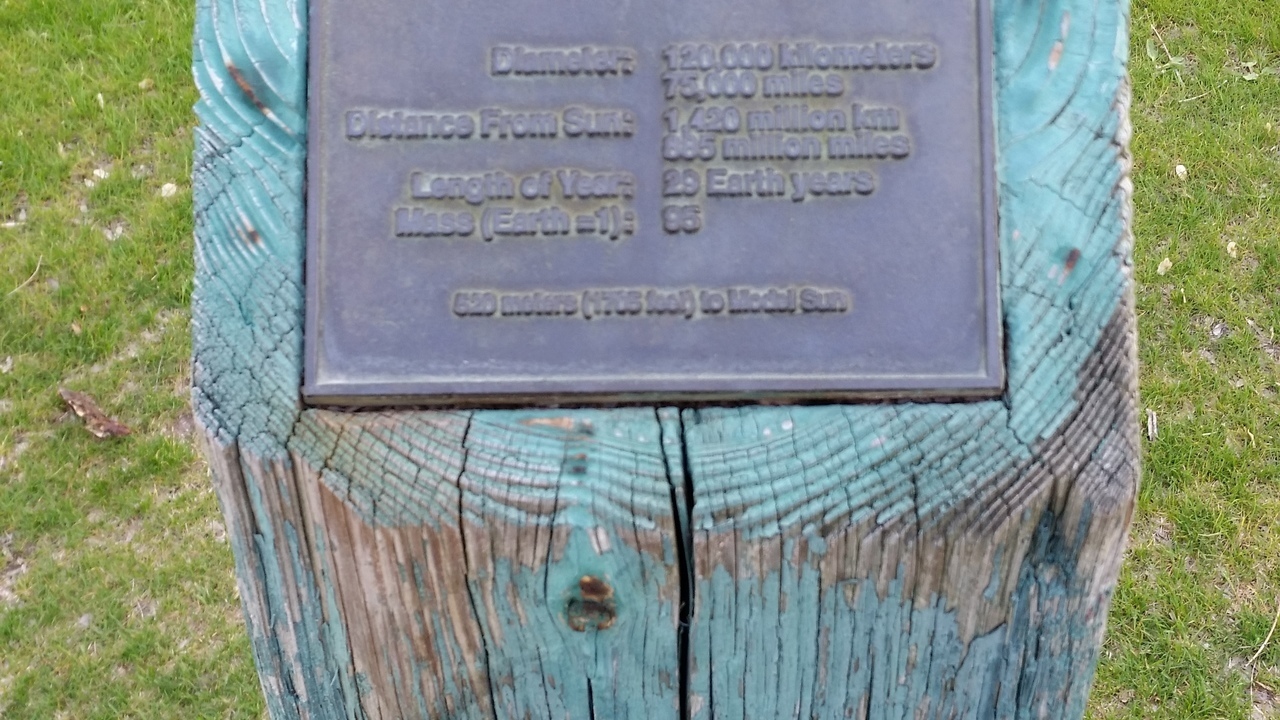 Diameter: 120,000 kilometers
75,000 miles
Distance From Sun: 1,420 million km
885 million miles
Length of Year: 29 Earth years
Mass (Earth =1): 95
meters (1705 feet) to Model Sun